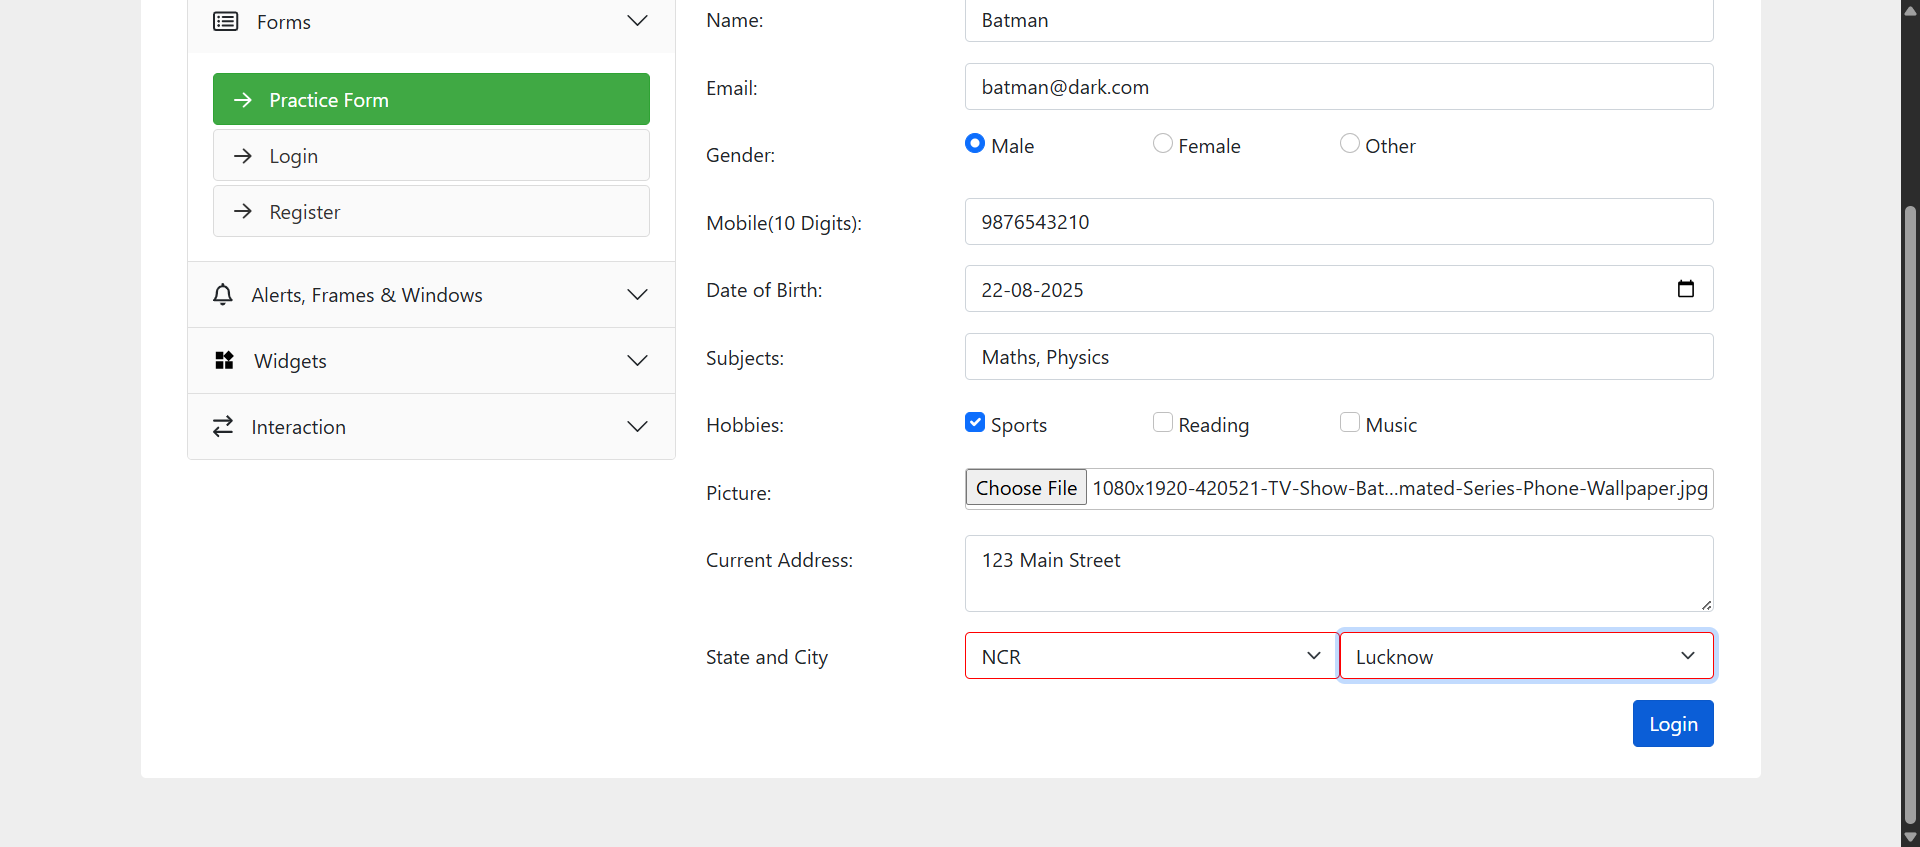 Forms
Practice Form
Login
Register
Alerts, Frames & Windows
Widgets
Interaction
Name: Batman
Email: batman@dark.com
Gender: Male Female Other
Mobile(10 Digits): 9876543210
Date of Birth: 22-08-2025
Subjects: Maths, Physics
Hobbies: Sports Reading Music
Picture: Choose File 1080x1920-420521-TV-Show-Bat...mated-Series-Phone-Wallpaper.jpg
Current Address: 123 Main Street
State and City NCR Lucknow
Login